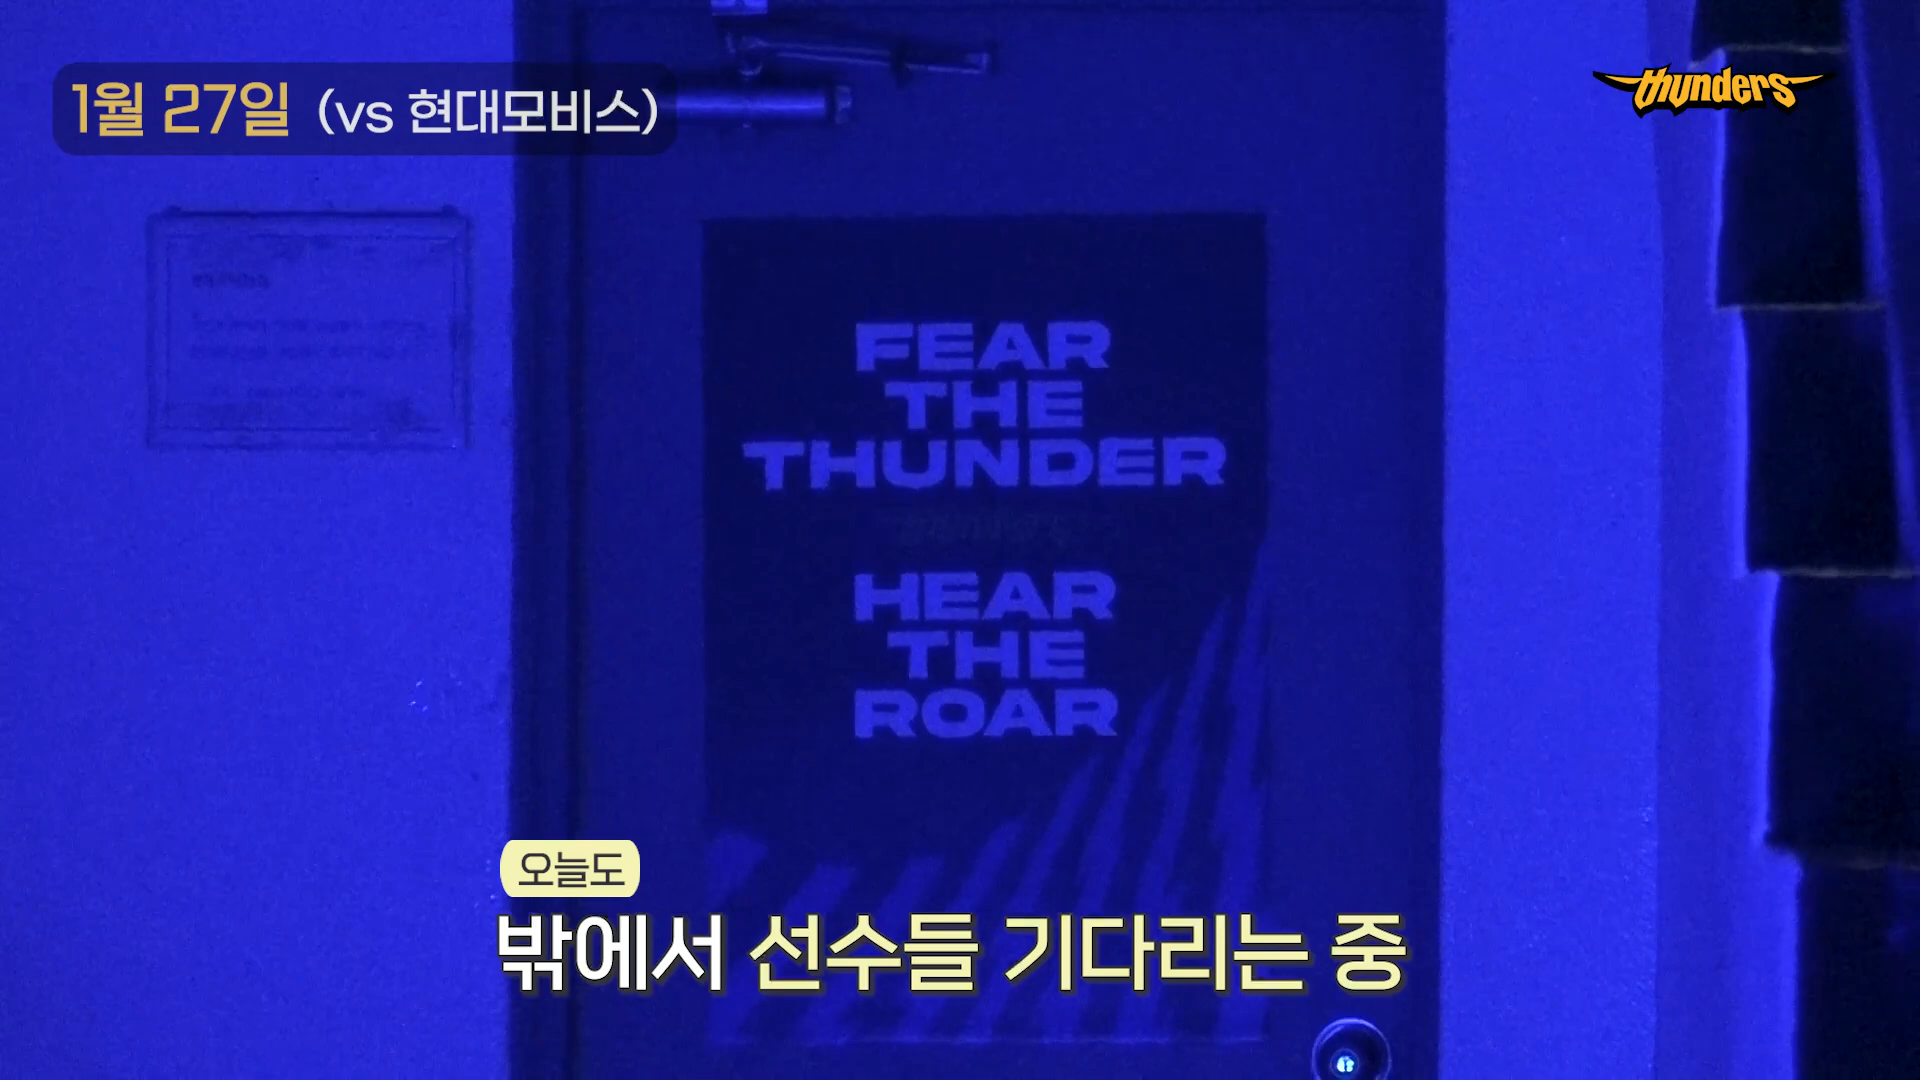 1월 27일 (vs 현대모비스)
thunders
FEAR
THE
THUNDER
HEAR
THE
ROAR
오늘도
밖에서 선수들 기다리는 중